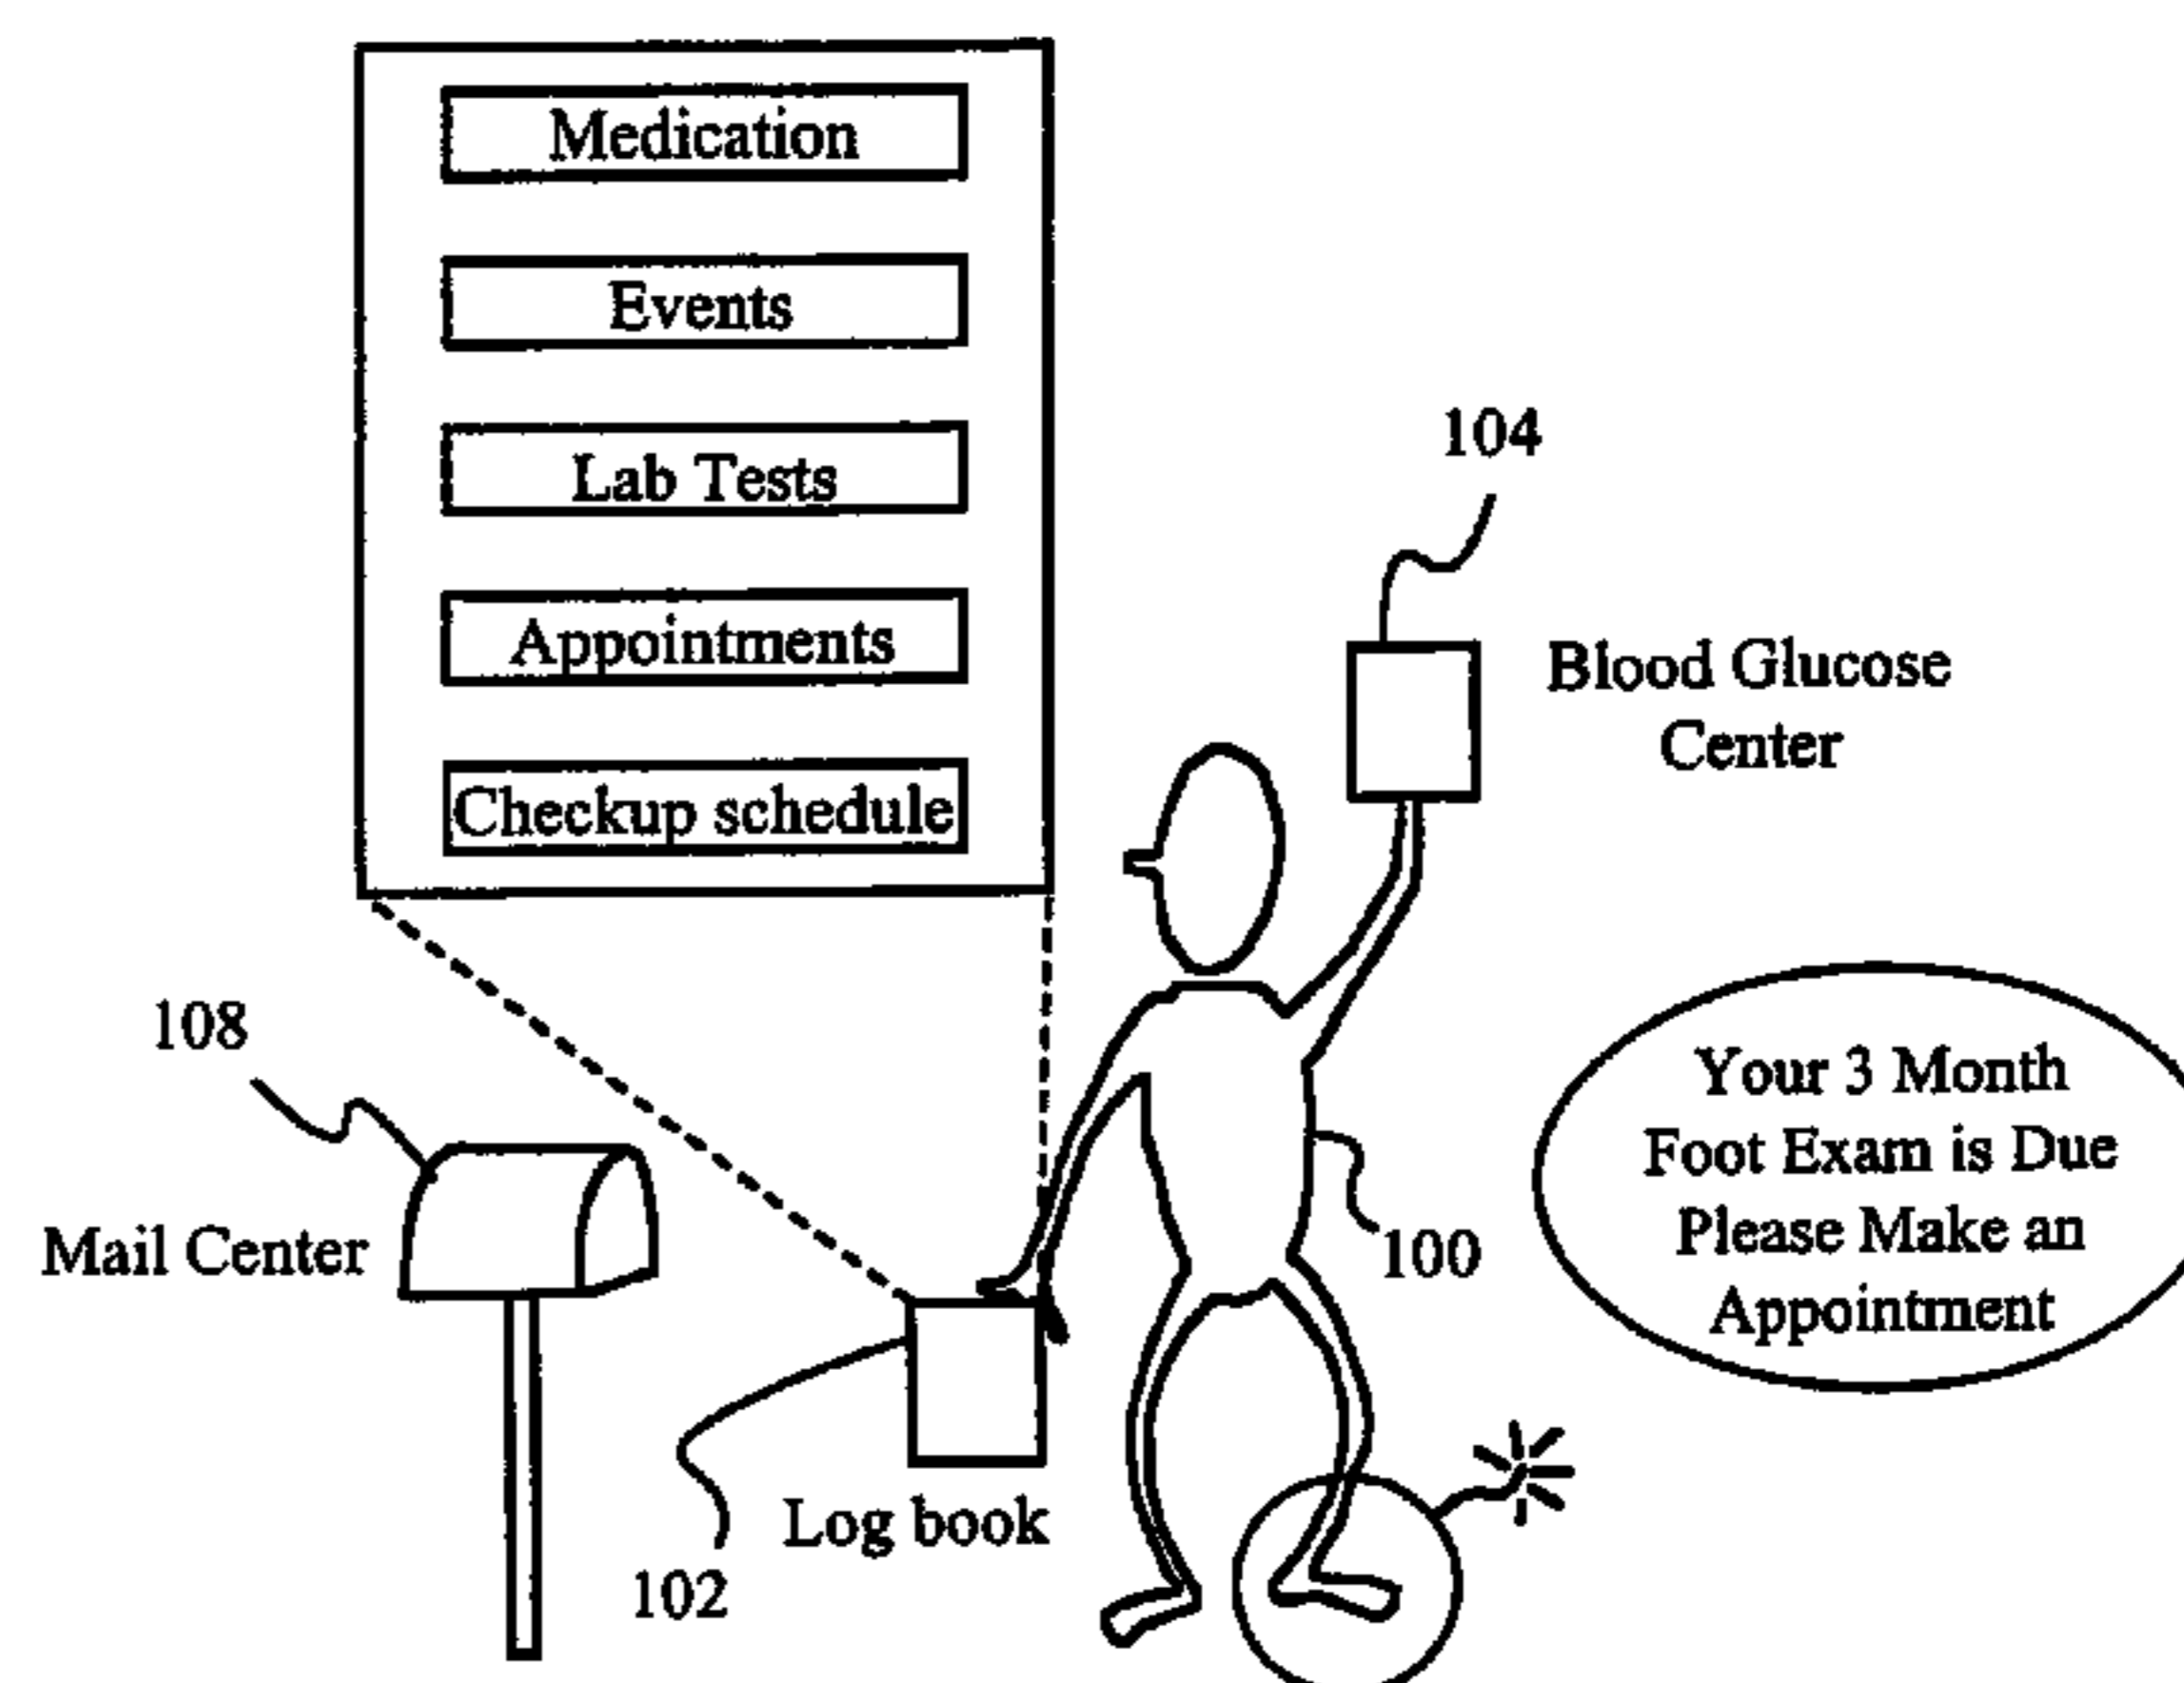 Medication
Events
Lab Tests
Appointments
Checkup schedule
104
Blood Glucose
Center
108
Mail Center
100
Your 3 Month
Foot Exam is Due
Please Make an
Appointment
Log book
102